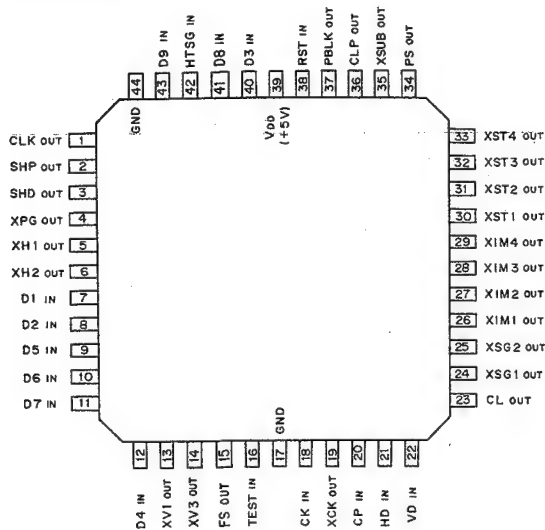 D9 IN
HTSG IN
D8 IN
D3 IN
RST IN
PBLK OUT
CLP OUT
XSUB OUT
PS OUT
44
43
42
41
40
39
38
37
36
35
34
GND
VDD
(+5V)
CLK OUT 1
SHP OUT 2
SHD OUT 3
XPG OUT 4
XH1 OUT 5
XH2 OUT 6
D1 IN 7
D2 IN 8
D5 IN 9
D6 IN 10
D7 IN 11
33 XST4 OUT
32 XST3 OUT
31 XST2 OUT
30 XST1 OUT
29 XIM4 OUT
28 XIM3 OUT
27 XIM2 OUT
26 XIM1 OUT
25 XSG2 OUT
24 XSG1 OUT
23 CL OUT
GND
12
13
14
15
16
17
18
19
20
21
22
D4 IN
XV1 OUT
XV3 OUT
FS OUT
TEST IN
CK IN
XCK OUT
CP IN
HD IN
VD IN